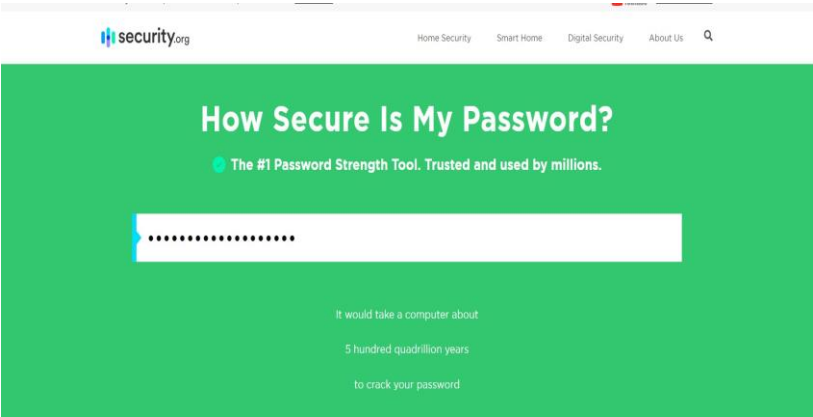 security.org
Home Security Smart Home Digital Security About Us
How Secure Is My Password?
The #1 Password Strength Tool. Trusted and used by millions.
•••••••••••••••••••
It would take a computer about
5 hundred quadrillion years
to crack your password